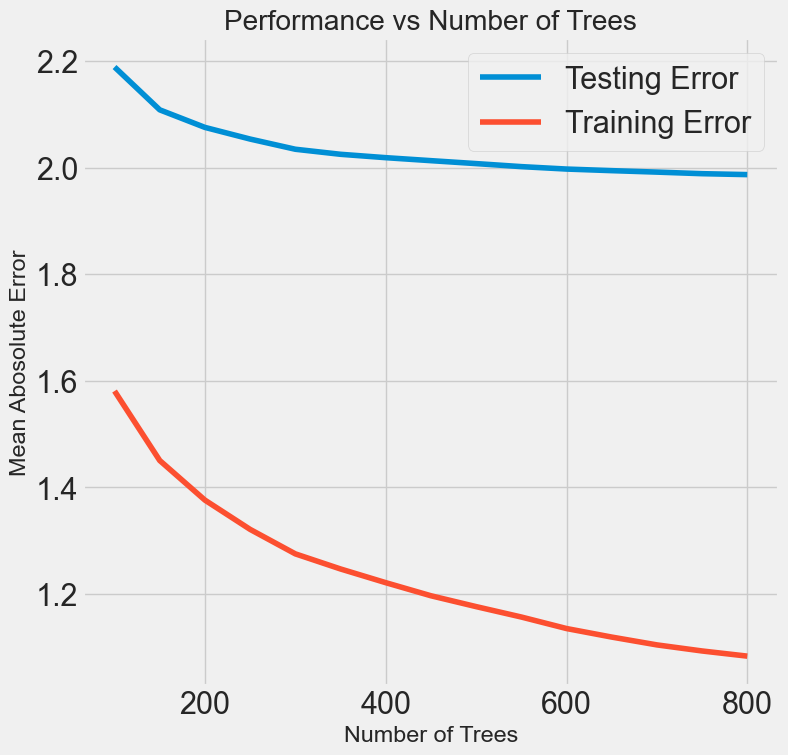 Performance vs Number of Trees
Testing Error
Training Error
Mean Abosolute Error
2.2
2.0
1.8
1.6
1.4
1.2
200 400 600 800
Number of Trees